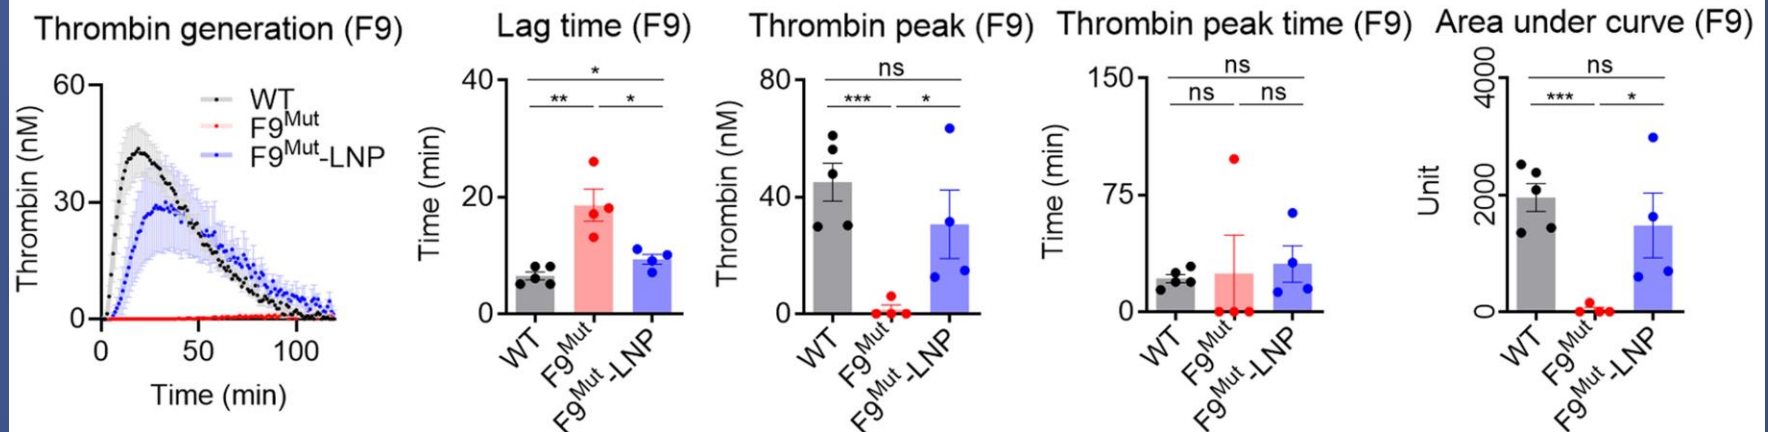 Thrombin generation (F9)
Thrombin (nM)
60
30
0
WT
F9Mut
F9Mut-LNP
0 50 100
Time (min)
Lag time (F9)
Time (min)
40
20
0
*
** *
WT
F9Mut
F9Mut-LNP
Thrombin peak (F9)
Thrombin (nM)
80
40
0
ns
*** *
WT
F9Mut
F9Mut-LNP
Thrombin peak time (F9)
Time (min)
150
75
0
ns
ns ns
WT
F9Mut
F9Mut-LNP
Area under curve (F9)
Unit
4000
2000
0
ns
*** *
WT
F9Mut
F9Mut-LNP